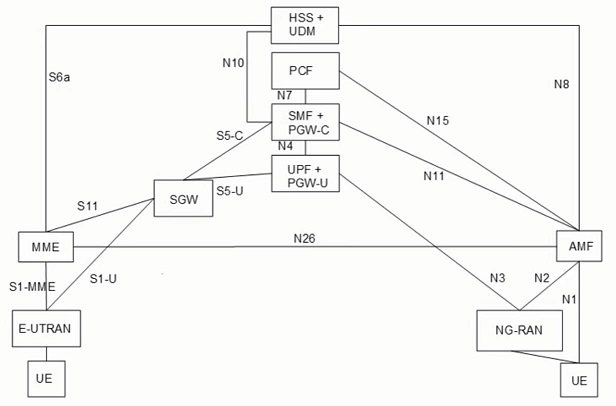 HSS +
UDM
N10
PCF
S6a
N8
N7
N15
SMF +
PGW-C
S5-C
N4
UPF +
PGW-U
N11
S5-U
SGW
S11
MME
N26
AMF
S1-MME
S1-U
N3
N2
N1
E-UTRAN
NG-RAN
UE
UE